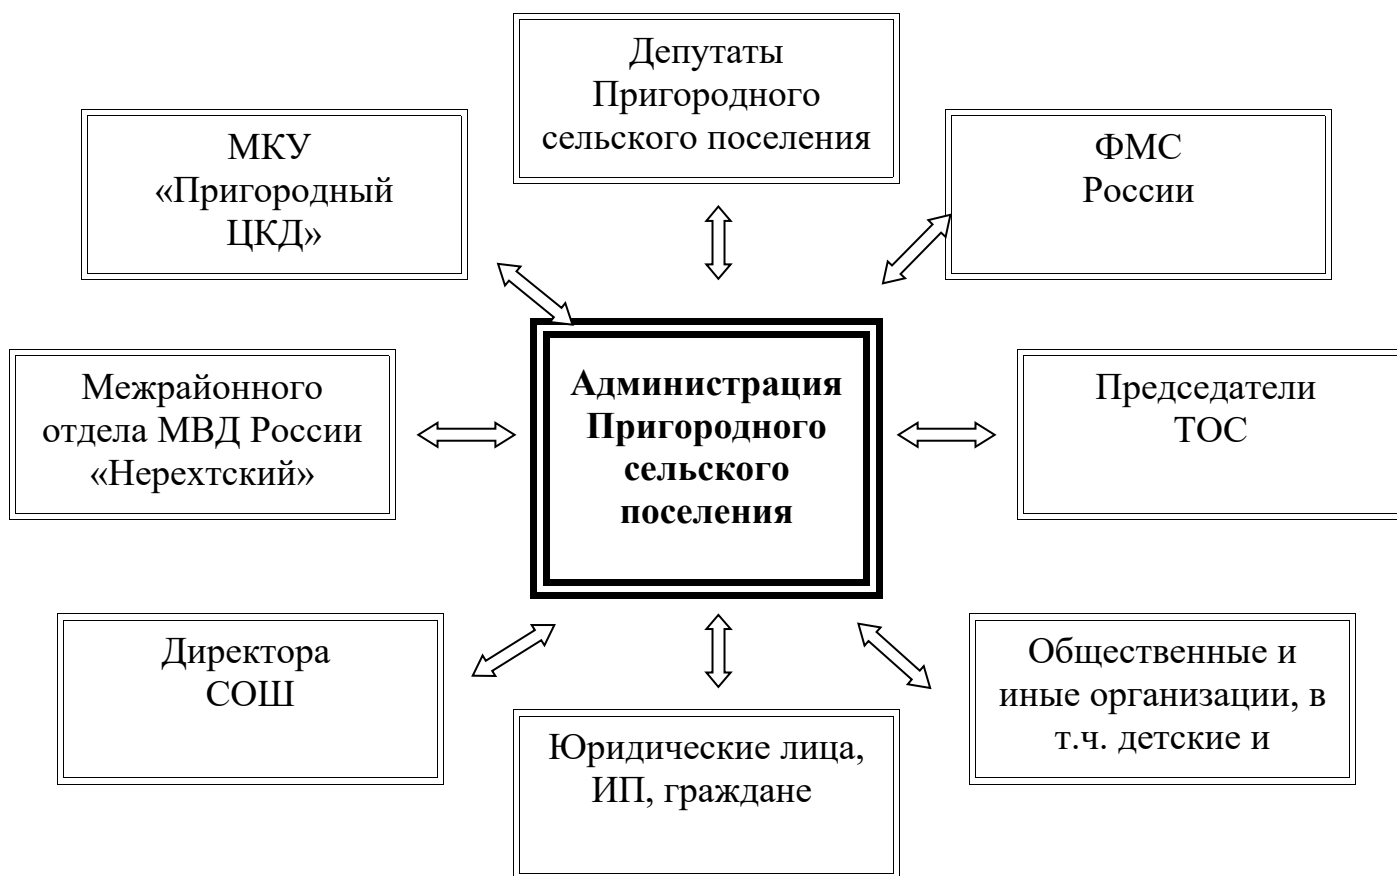 Депутаты
Пригородного
сельского поселения
МКУ
«Пригородный
ЦКД»
ФМС
России
Межрайонного
отдела МВД России
«Нерехтский»
Администрация
Пригородного
сельского
поселения
Председатели
ТОС
Директора
СОШ
Юридические лица,
ИП, граждане
Общественные и
иные организации, в
т.ч. детские и